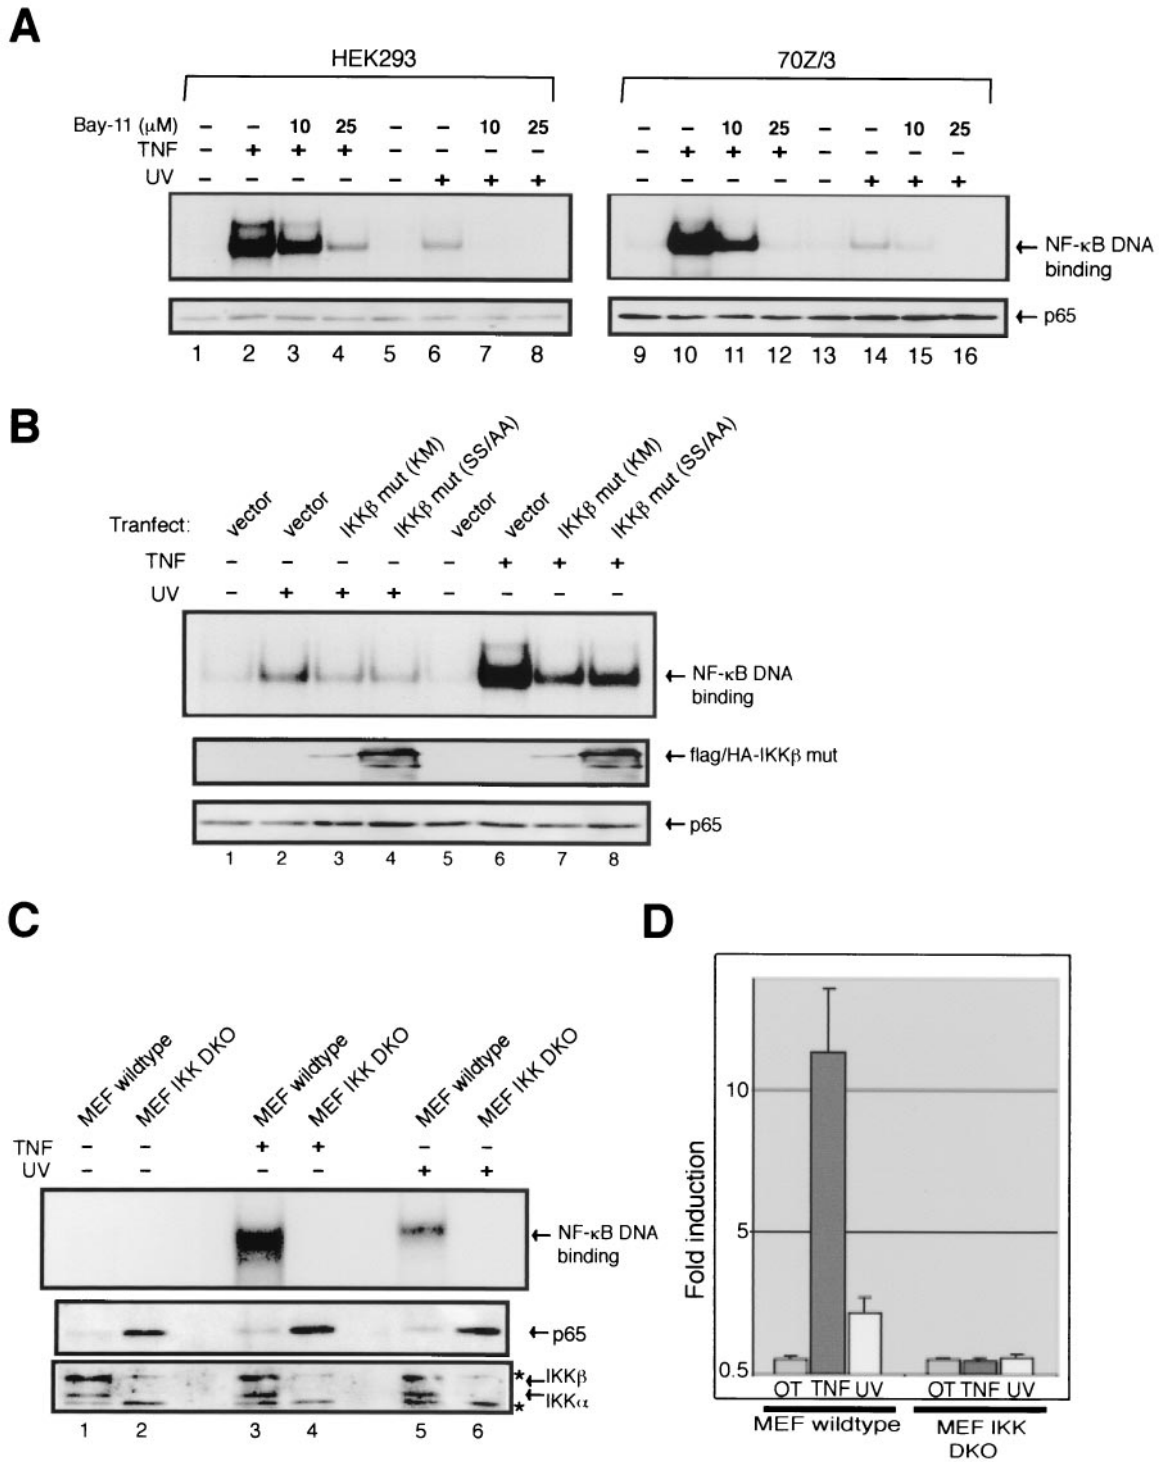 A
HEK293
70Z/3
Bay-11 (μM) – – 10 25 – – 10 25 – – 10 25 – – 10 25
TNF – + + + – – – – – + + + – – – –
UV – – – – – + + + – – – – – + + +
←NF-κB DNA
binding
←p65
1 2 3 4 5 6 7 8 9 10 11 12 13 14 15 16
B
Tranfect: vector vector IKKβ mut (KM) IKKβ mut (SS/AA) vector vector IKKβ mut (KM) IKKβ mut (SS/AA)
TNF – – – – – + + +
UV – + + + – – – –
←NF-κB DNA
binding
←flag/HA-IKKβ mut
←p65
1 2 3 4 5 6 7 8
C
MEF wildtype MEF IKK DKO MEF wildtype MEF IKK DKO MEF wildtype MEF IKK DKO
TNF – – + + – –
UV – – – – + +
←NF-κB DNA
binding
←p65
*←IKKβ
*←IKKα
1 2 3 4 5 6
D
Fold induction
10
5
0.5
OT TNF UV OT TNF UV
MEF wildtype MEF IKK
DKO